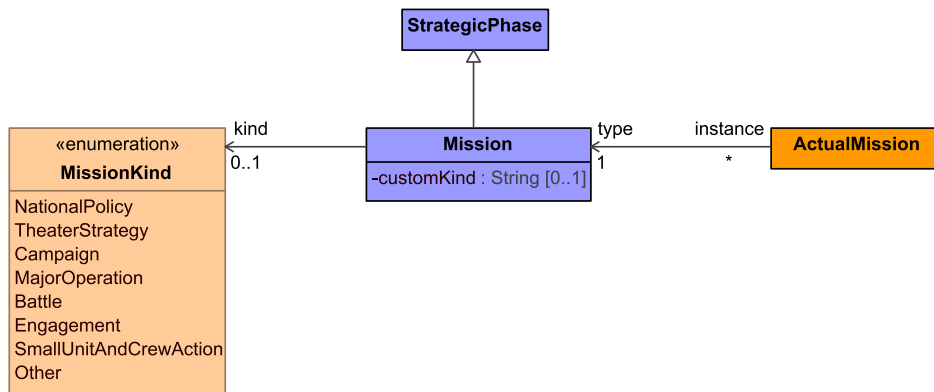 StrategicPhase
kind
type
instance
«enumeration»
MissionKind
Mission
ActualMission
0..1
1
*
-customKind : String [0..1]
NationalPolicy
TheaterStrategy
Campaign
MajorOperation
Battle
Engagement
SmallUnitAndCrewAction
Other